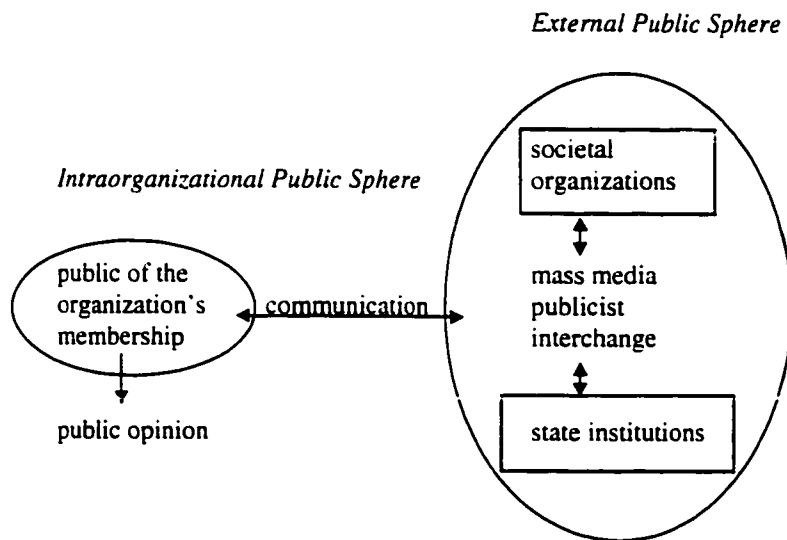 External Public Sphere
societal
organizations
Intraorganizational Public Sphere
public of the
organization's
membership
communication
mass media
publicist
interchange
public opinion
state institutions